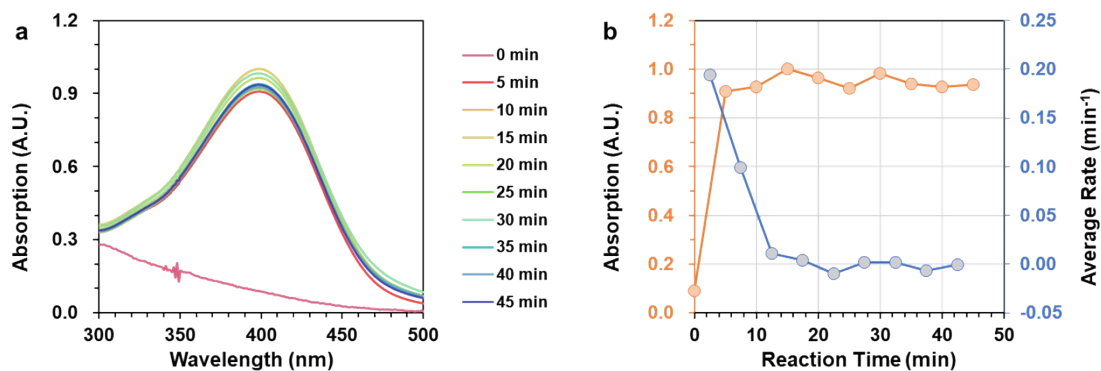 a
1.2
0.9
0.6
0.3
0.0
Absorption (A.U.)
300
350
400
450
500
Wavelength (nm)
0 min
5 min
10 min
15 min
20 min
25 min
30 min
35 min
40 min
45 min
b
1.2
1.0
0.8
0.6
0.4
0.2
0.0
Absorption (A.U.)
0
10
20
30
40
50
Reaction Time (min)
0.25
0.20
0.15
0.10
0.05
0.00
-0.05
Average Rate (min⁻¹)